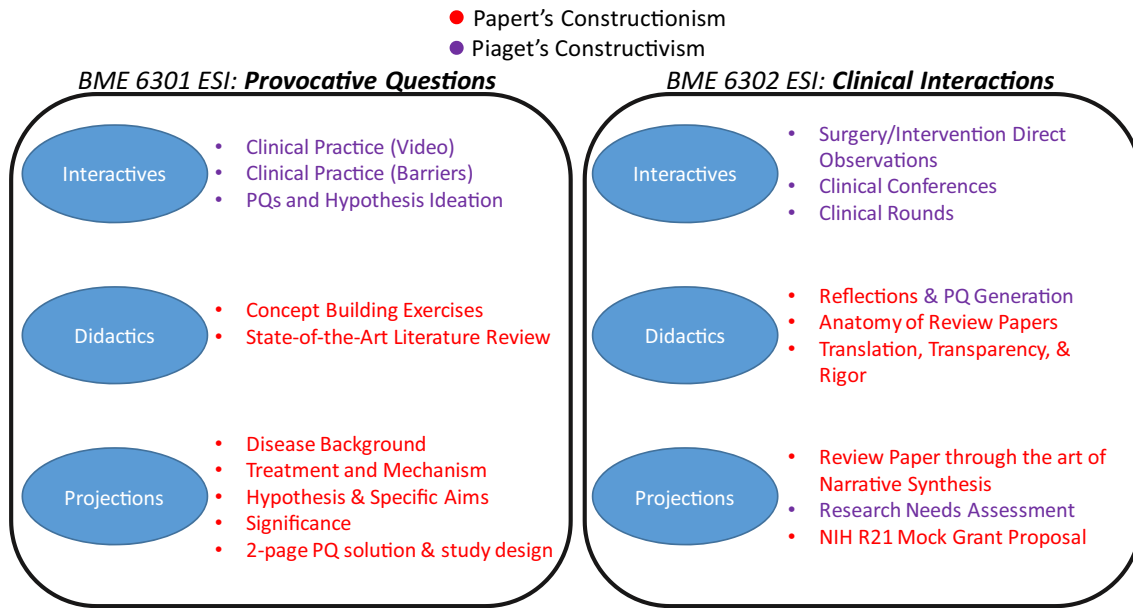 Papert's Constructionism
Piaget's Constructivism
BME 6301 ESI: Provocative Questions
Interactives
• Clinical Practice (Video)
• Clinical Practice (Barriers)
• PQs and Hypothesis Ideation
Didactics
• Concept Building Exercises
• State-of-the-Art Literature Review
Projections
• Disease Background
• Treatment and Mechanism
• Hypothesis & Specific Aims
• Significance
• 2-page PQ solution & study design
BME 6302 ESI: Clinical Interactions
Interactives
• Surgery/Intervention Direct
Observations
• Clinical Conferences
• Clinical Rounds
Didactics
• Reflections & PQ Generation
• Anatomy of Review Papers
• Translation, Transparency, &
Rigor
Projections
• Review Paper through the art of
Narrative Synthesis
• Research Needs Assessment
• NIH R21 Mock Grant Proposal